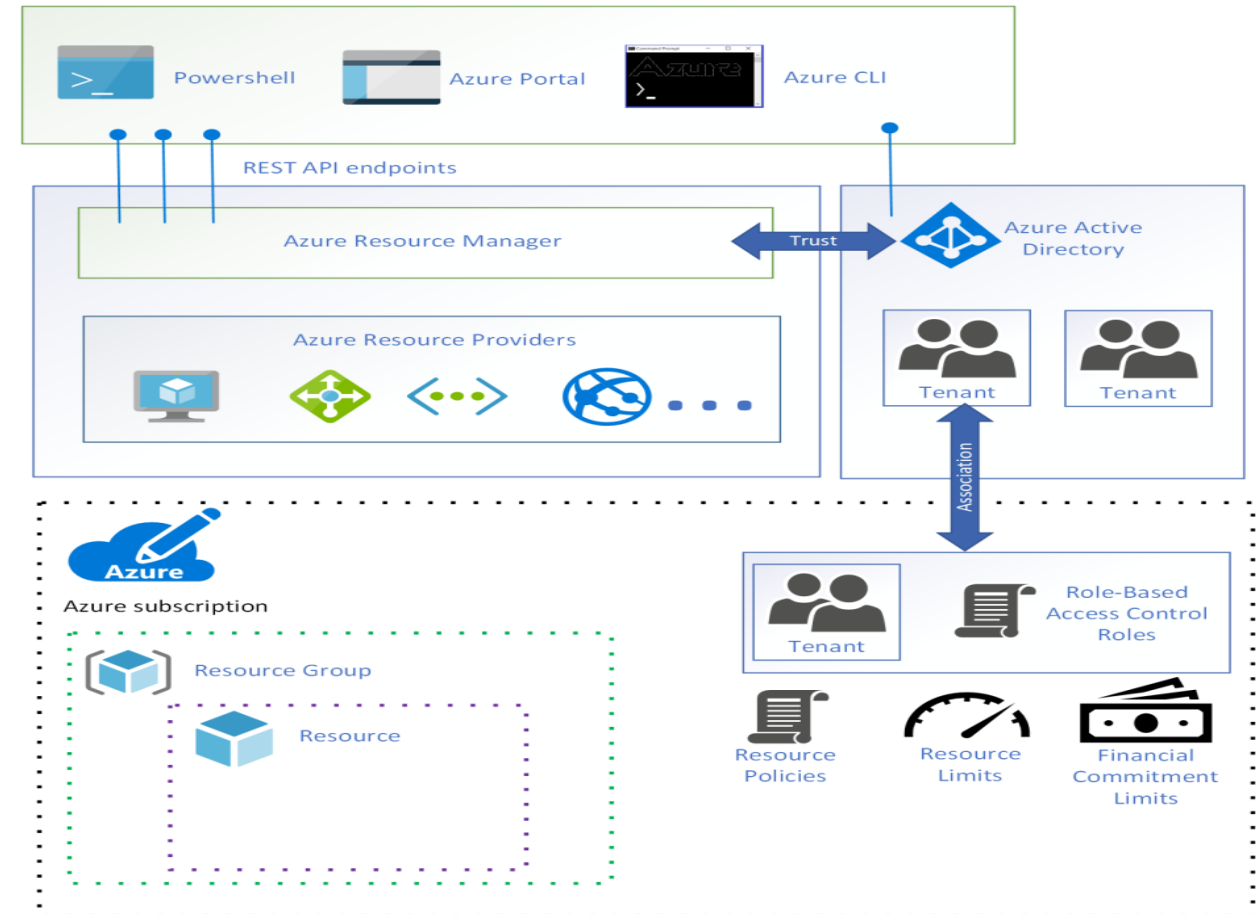 Command Prompt
Powershell
Azure Portal
Azure
>_
Azure CLI
REST API endpoints
Azure Resource Manager
Trust
Azure Active
Directory
Azure Resource Providers
Tenant
Tenant
Association
Azure
Azure subscription
Resource Group
Resource
Tenant
Role-Based
Access Control
Roles
Resource
Policies
Resource
Limits
Financial
Commitment
Limits